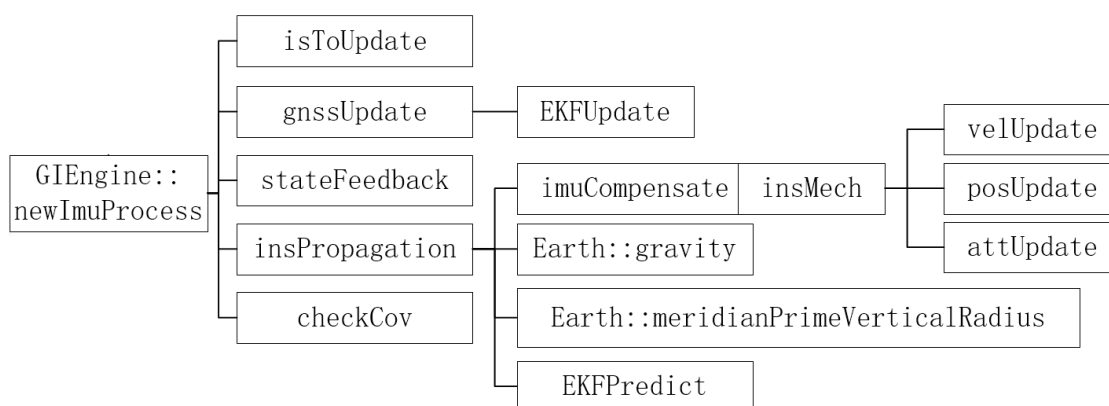 GIEngine::
newImuProcess
isToUpdate
gnssUpdate
EKFUpdate
stateFeedback
insPropagation
imuCompensate
insMech
velUpdate
posUpdate
attUpdate
Earth::gravity
Earth::meridianPrimeVerticalRadius
EKFPredict
checkCov